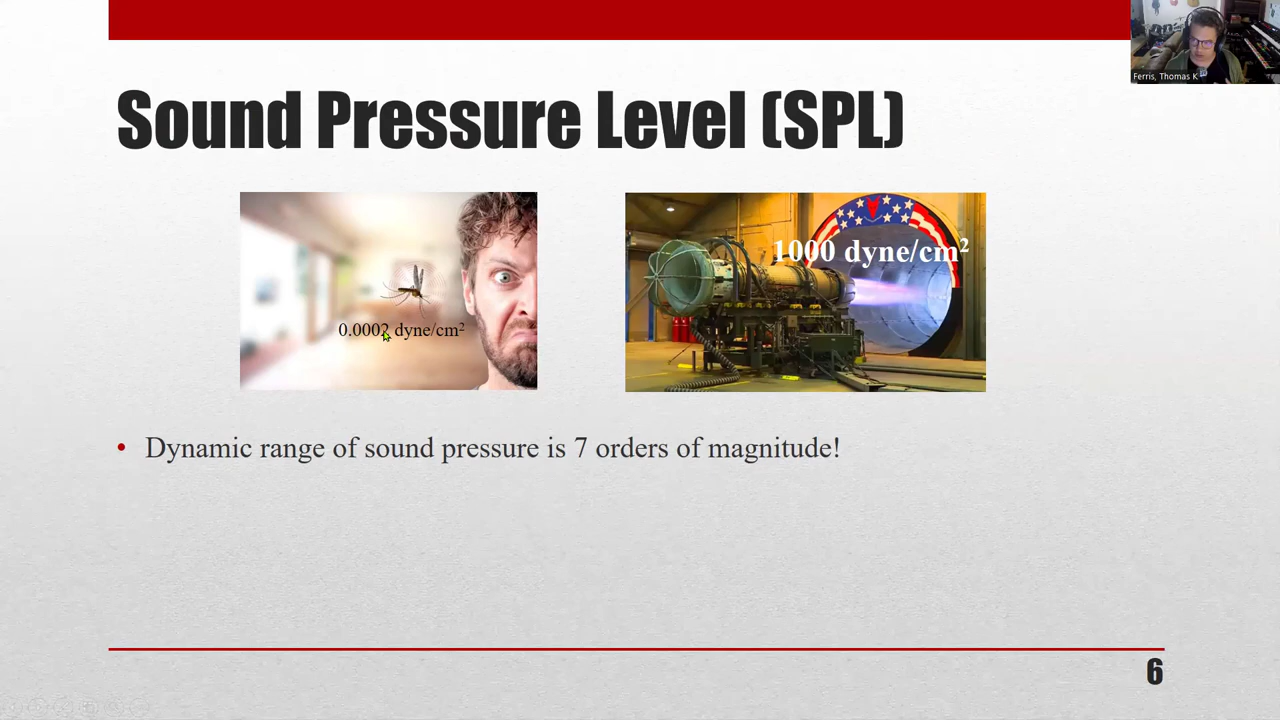 Ferris, Thomas K
Sound Pressure Level (SPL)
0.0002 dyne/cm²
1000 dyne/cm²
• Dynamic range of sound pressure is 7 orders of magnitude!
6